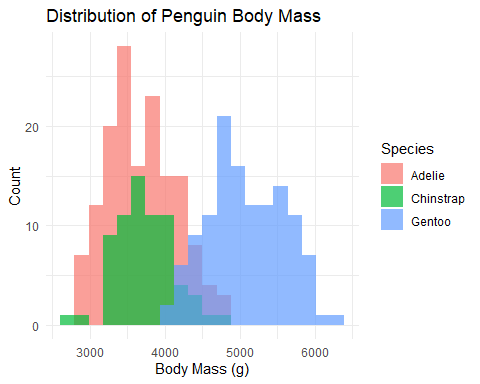 Distribution of Penguin Body Mass
Count
20
10
0
3000 4000 5000 6000
Body Mass (g)
Species
Adelie
Chinstrap
Gentoo